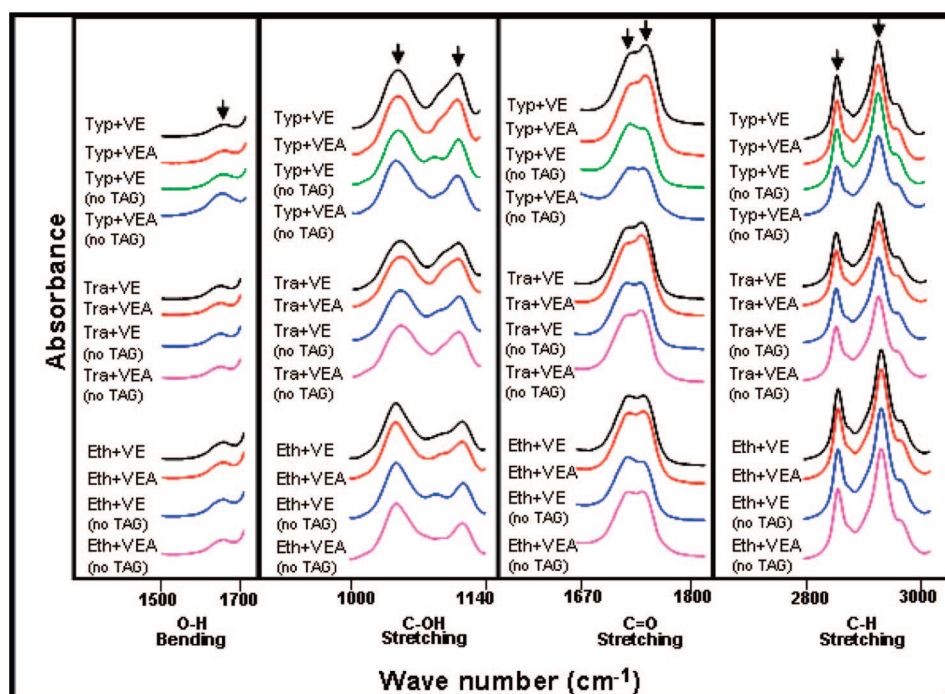 Absorbance
Typ+VE
Typ+VEA
Typ+VE
(no TAG)
Typ+VEA
(no TAG)
Tra+VE
Tra+VEA
Tra+VE
(no TAG)
Tra+VEA
(no TAG)
Eth+VE
Eth+VEA
Eth+VE
(no TAG)
Eth+VEA
(no TAG)
1500 1700
O-H
Bending
Typ+VE
Typ+VEA
Typ+VE
(no TAG)
Typ+VEA
(no TAG)
Tra+VE
Tra+VEA
Tra+VE
(no TAG)
Tra+VEA
(no TAG)
Eth+VE
Eth+VEA
Eth+VE
(no TAG)
Eth+VEA
(no TAG)
1000 1140
C-OH
Stretching
Typ+VE
Typ+VEA
Typ+VE
(no TAG)
Typ+VEA
(no TAG)
Tra+VE
Tra+VEA
Tra+VE
(no TAG)
Tra+VEA
(no TAG)
Eth+VE
Eth+VEA
Eth+VE
(no TAG)
Eth+VEA
(no TAG)
1670 1800
C=O
Stretching
Typ+VE
Typ+VEA
Typ+VE
(no TAG)
Typ+VEA
(no TAG)
Tra+VE
Tra+VEA
Tra+VE
(no TAG)
Tra+VEA
(no TAG)
Eth+VE
Eth+VEA
Eth+VE
(no TAG)
Eth+VEA
(no TAG)
2800 3000
C-H
Stretching
Wave number (cm⁻¹)